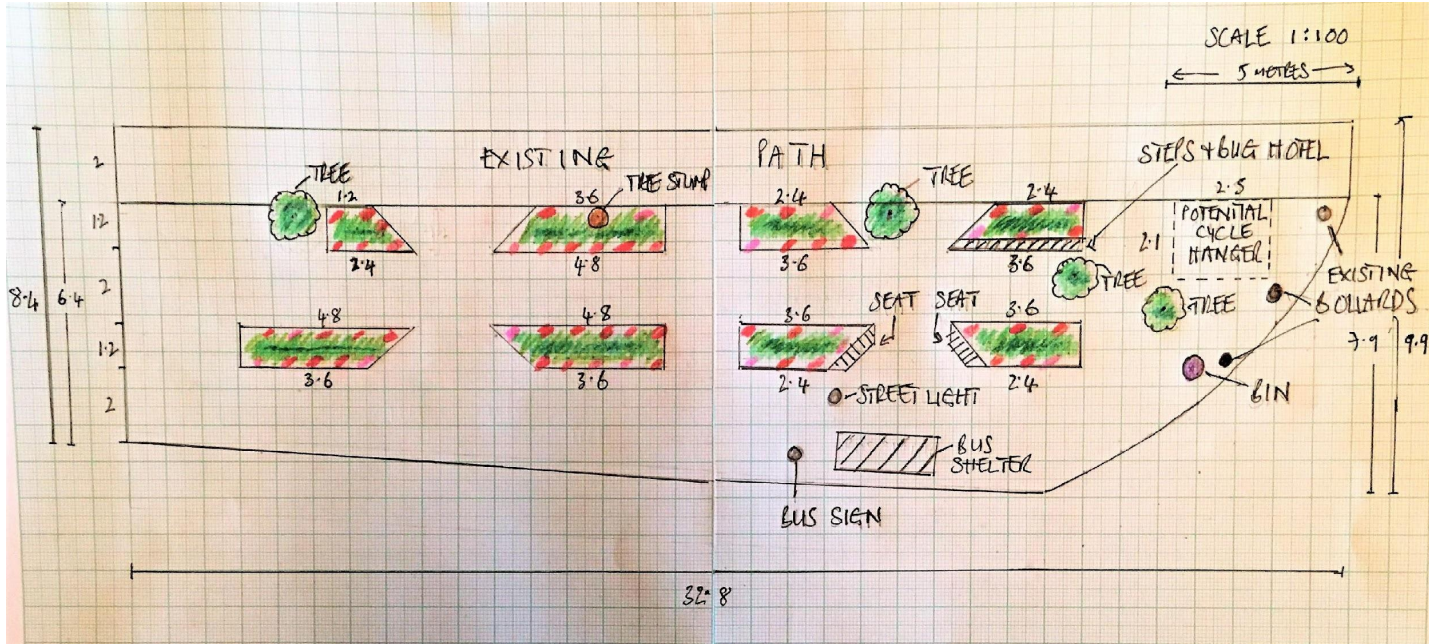 SCALE 1:100
5 METRES
EXISTING PATH
STEPS + BUG HOTEL
TREE
TREE STUMP
TREE
2
1.2
3.6
2.4
2.4
2.5
POTENITAL
CYCLE
HANGER
1.2
2.1
2.4
4.8
3.6
3.6
EXISTING
BOLLARDS
TREE
TREE
8.4
6.4
2
SEAT
SEAT
4.8
4.8
3.6
3.6
1.2
7.9
9.9
3.6
3.6
2.4
2.4
BIN
STREET LIGHT
2
BUS
SHELTER
BUS SIGN
32.8